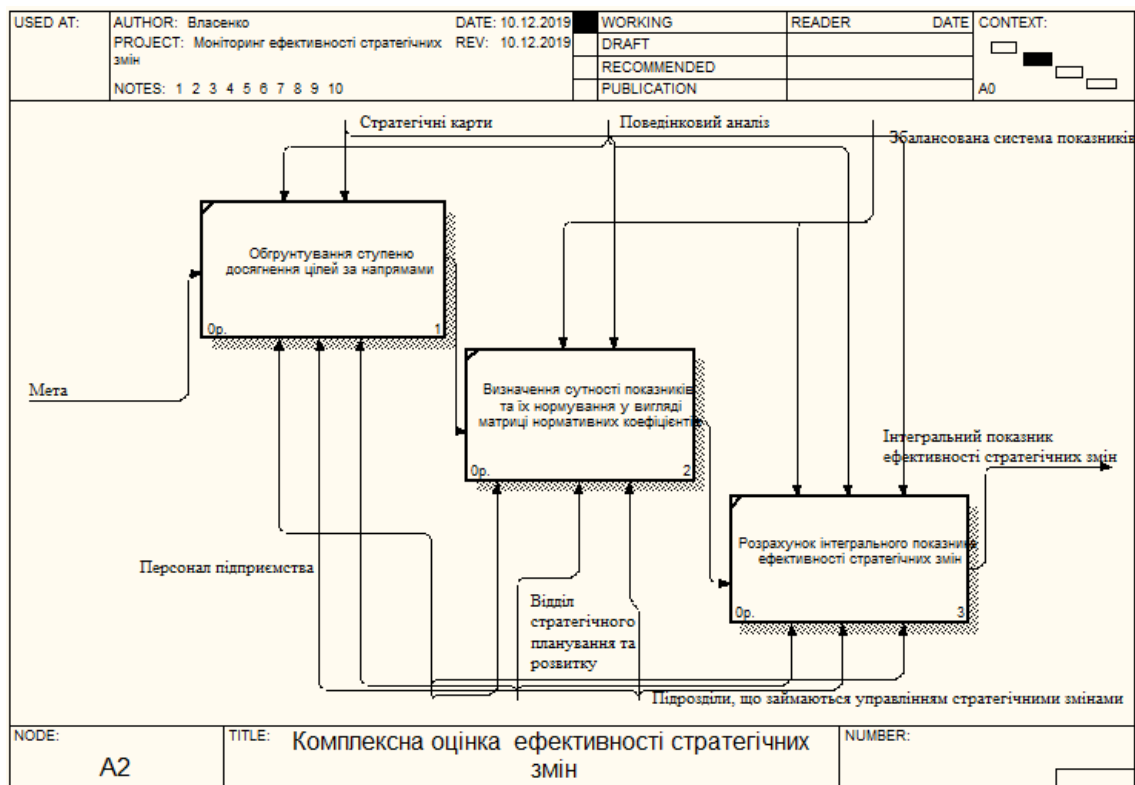 USED AT:
AUTHOR: Власенко
DATE: 10.12.2019
PROJECT: Моніторинг ефективності стратегічних
змін
REV: 10.12.2019
NOTES: 1 2 3 4 5 6 7 8 9 10
WORKING
DRAFT
RECOMMENDED
PUBLICATION
READER
DATE
CONTEXT:
A0
Стратегічні карти
Поведінковий аналіз
Збалансована система показників
Обгрунтування ступеню
досягнення цілей за напрямами
0р.
1
Мета
Визначення сутності показників
та їх нормування у вигляді
матриці нормативних коефіцієнтів
0р.
2
Інтегральний показник
ефективності стратегічних змін
Розрахунок інтегрального показника
ефективності стратегічних змін
0р.
3
Персонал підприємства
Відділ
стратегічного
планування та
розвитку
Підрозділи, що займаються управлінням стратегічними змінами
NODE:
A2
TITLE:
Комплексна оцінка ефективності стратегічних
змін
NUMBER: